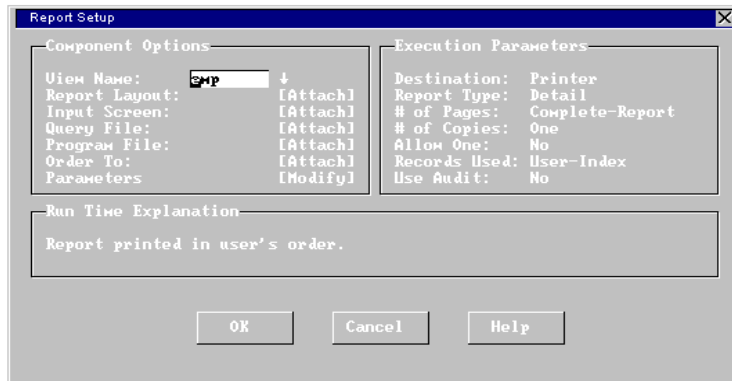 Report Setup
Component Options
View Name: emp ↓
Report Layout: [Attach]
Input Screen: [Attach]
Query File: [Attach]
Program File: [Attach]
Order To: [Attach]
Parameters [Modify]
Execution Parameters
Destination: Printer
Report Type: Detail
# of Pages: Complete-Report
# of Copies: One
Allow One: No
Records Used: User-Index
Use Audit: No
Run Time Explanation
Report printed in user's order.
OK Cancel Help